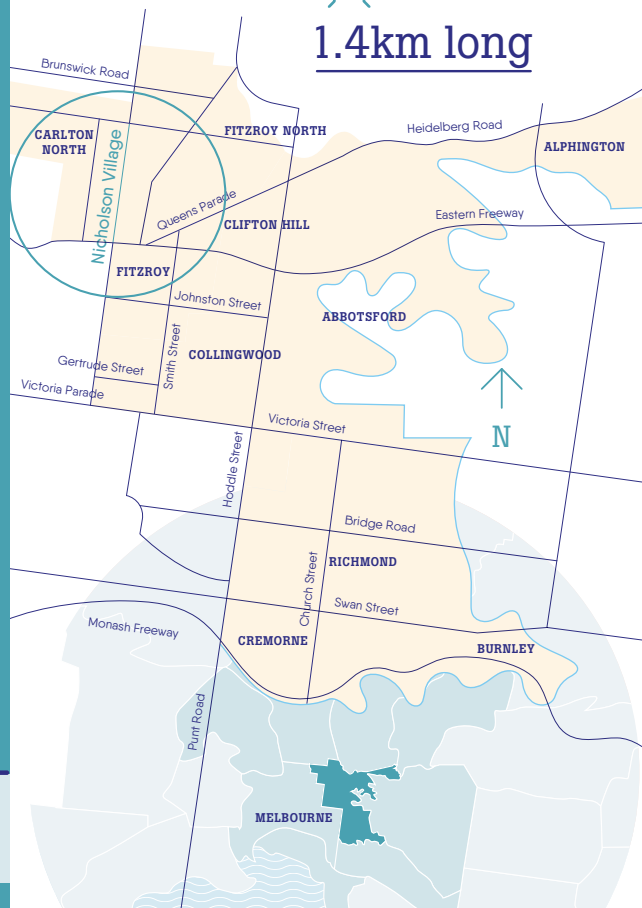 1.4km long
Brunswick Road
CARLTON
NORTH
Nicholson Village
FITZROY NORTH
Heidelberg Road
ALPHINGTON
Queens Parade
CLIFTON HILL
Eastern Freeway
FITZROY
Johnston Street
ABBOTSFORD
Smith Street
COLLINGWOOD
Gertrude Street
Victoria Parade
Victoria Street
N
Hoddle Street
Bridge Road
RICHMOND
Church Street
Swan Street
Monash Freeway
CREMORNE
BURNLEY
Punt Road
MELBOURNE